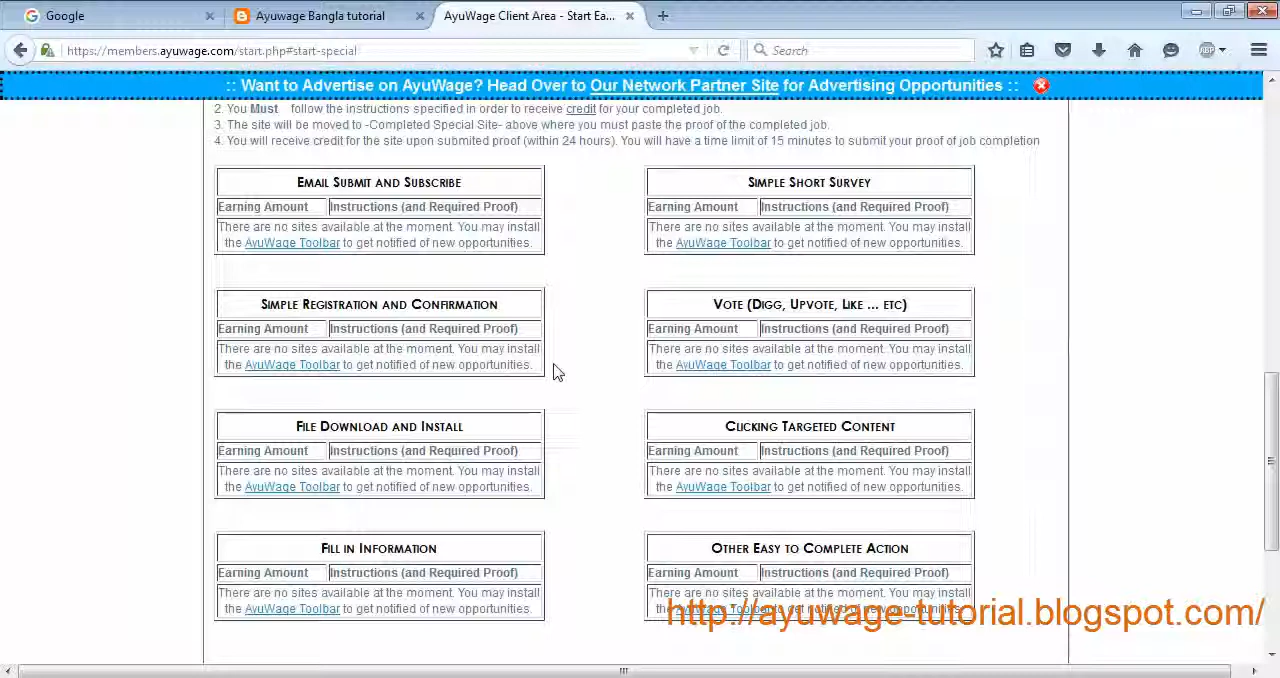 Google
Ayuwage Bangla tutorial
AyuWage Client Area - Start Ea...
https://members.ayuwage.com/start.php#start-special
Search
ABP
:: Want to Advertise on AyuWage? Head Over to Our Network Partner Site for Advertising Opportunities ::
2. You Must follow the instructions specified in order to receive credit for your completed job.
3. The site will be moved to -Completed Special Site- above where you must paste the proof of the completed job.
4. You will receive credit for the site upon submited proof (within 24 hours). You will have a time limit of 15 minutes to submit your proof of job completion
Email Submit and Subscribe
Earning Amount Instructions (and Required Proof)
There are no sites available at the moment. You may install
the AyuWage Toolbar to get notified of new opportunities.
Simple Short Survey
Earning Amount Instructions (and Required Proof)
There are no sites available at the moment. You may install
the AyuWage Toolbar to get notified of new opportunities.
Simple Registration and Confirmation
Earning Amount Instructions (and Required Proof)
There are no sites available at the moment. You may install
the AyuWage Toolbar to get notified of new opportunities.
Vote (Digg, Upvote, Like ... etc)
Earning Amount Instructions (and Required Proof)
There are no sites available at the moment. You may install
the AyuWage Toolbar to get notified of new opportunities.
File Download and Install
Earning Amount Instructions (and Required Proof)
There are no sites available at the moment. You may install
the AyuWage Toolbar to get notified of new opportunities.
Clicking Targeted Content
Earning Amount Instructions (and Required Proof)
There are no sites available at the moment. You may install
the AyuWage Toolbar to get notified of new opportunities.
Fill in Information
Earning Amount Instructions (and Required Proof)
There are no sites available at the moment. You may install
the AyuWage Toolbar to get notified of new opportunities.
Other Easy to Complete Action
Earning Amount Instructions (and Required Proof)
There are no sites available at the moment. You may install
the AyuWage Toolbar to get notified of new opportunities.
http://ayuwage-tutorial.blogspot.com/